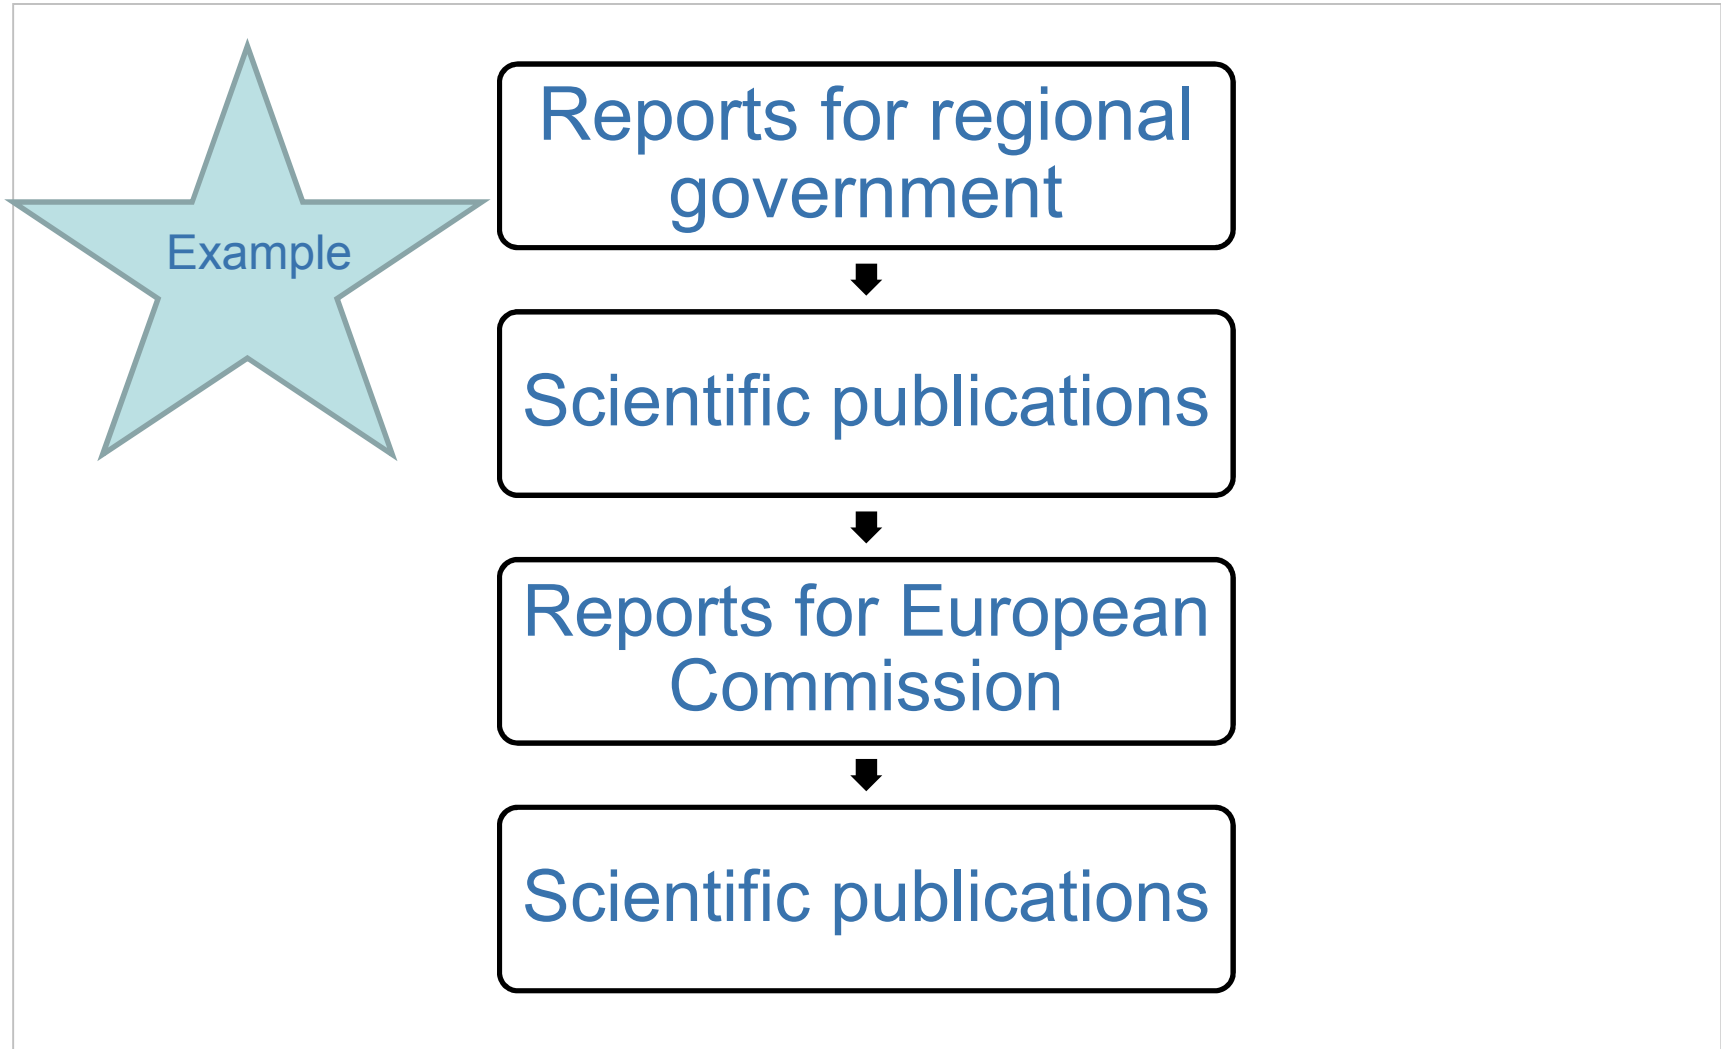 Example
Reports for regional
government
Scientific publications
Reports for European
Commission
Scientific publications